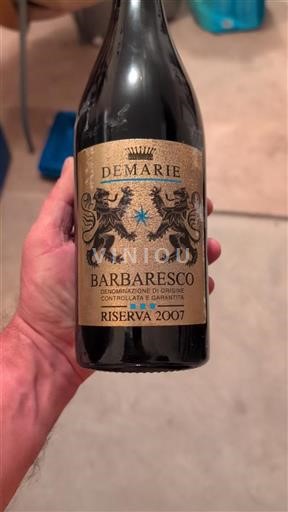 DEMARIE
VINIOU
BARBARESCO
DENOMINAZIONE DI ORIGINE
CONTROLLATA E GARANTITA
RISERVA 2007